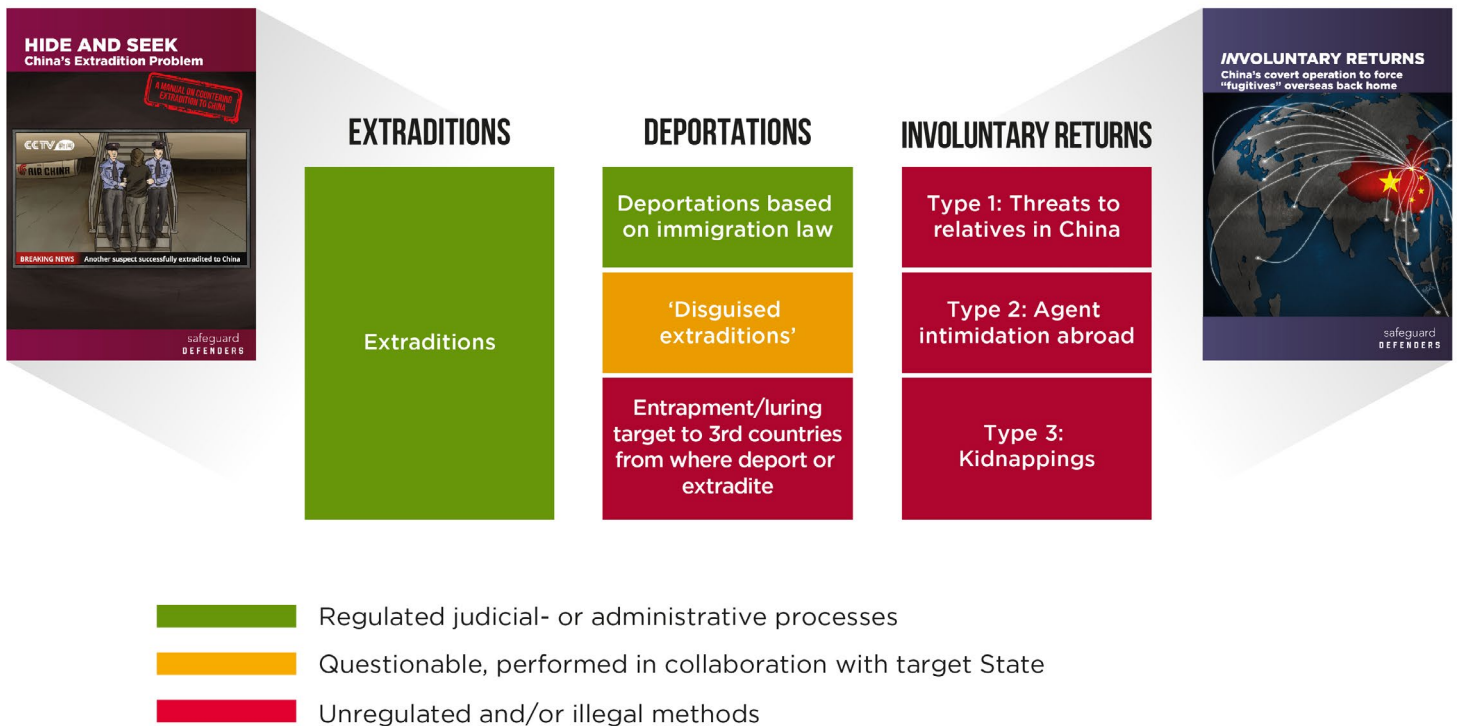 HIDE AND SEEK
China's Extradition Problem
A MANUAL ON COUNTERING
EXTRADITION TO CHINA
CCTV
AIR CHINA
BREAKING NEWS Another suspect successfully extradited to China
safeguard
DEFENDERS
INVOLUNTARY RETURNS
China's covert operation to force
“fugitives” overseas back home
safeguard
DEFENDERS
EXTRADITIONS
Extraditions
DEPORTATIONS
Deportations based
on immigration law
‘Disguised
extraditions’
Entrapment/luring
target to 3rd countries
from where deport or
extradite
INVOLUNTARY RETURNS
Type 1: Threats to
relatives in China
Type 2: Agent
intimidation abroad
Type 3:
Kidnappings
Regulated judicial- or administrative processes
Questionable, performed in collaboration with target State
Unregulated and/or illegal methods